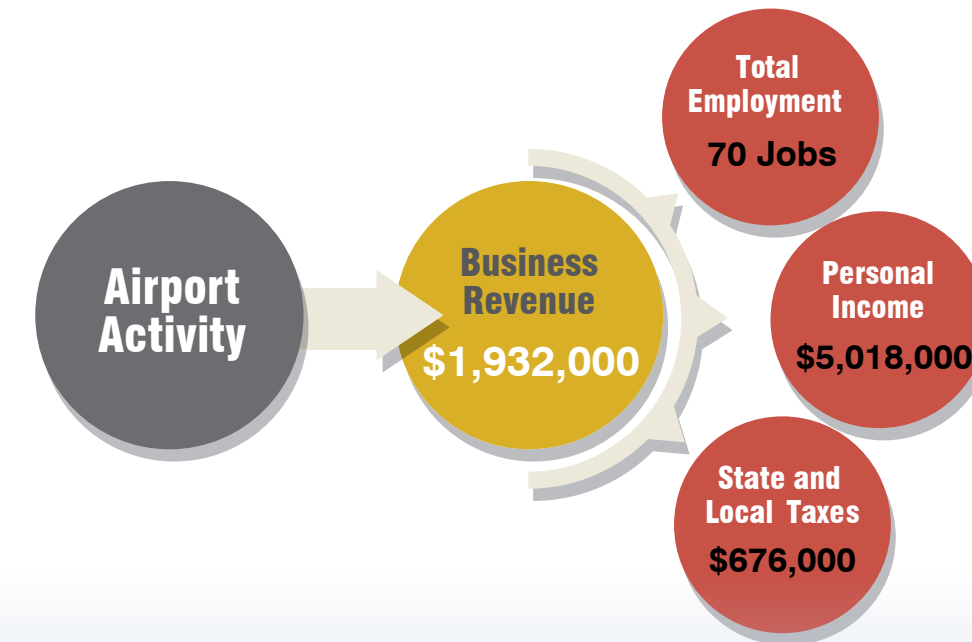 Airport
Activity
Business
Revenue
$1,932,000
Total
Employment
70 Jobs
Personal
Income
$5,018,000
State and
Local Taxes
$676,000